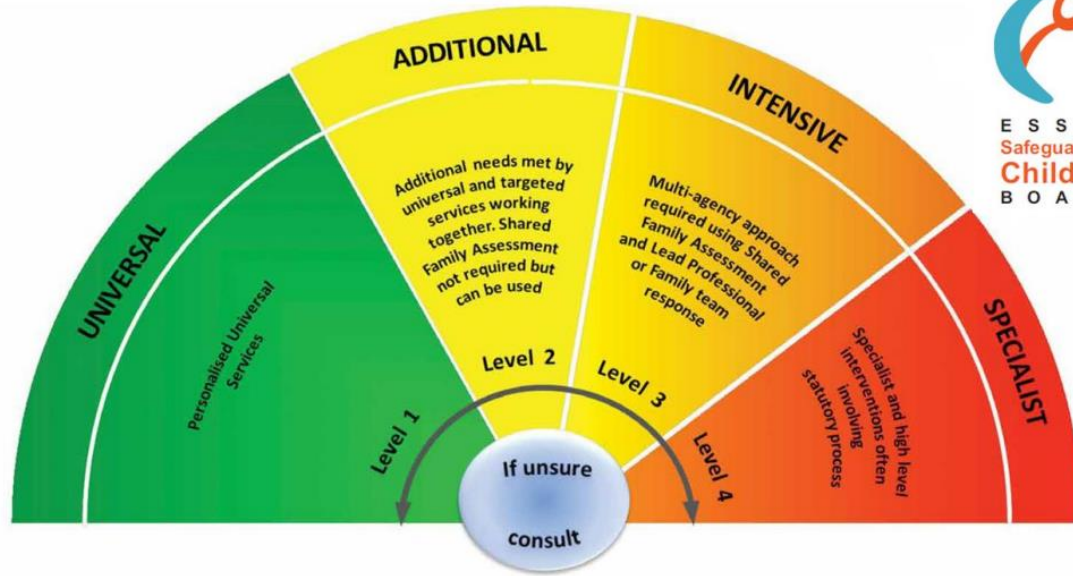 UNIVERSAL
Personalised Universal
Services
Level 1
ADDITIONAL
Additional needs met by
universal and targeted
services working
together. Shared
Family Assessment
not required but
can be used
Level 2
INTENSIVE
Multi-agency approach
required using Shared
Family Assessment
and Lead Professional
or Family team
response
Level 3
SPECIALIST
Specialist and high level
interventions often
involving
statutory process
Level 4
If unsure
consult